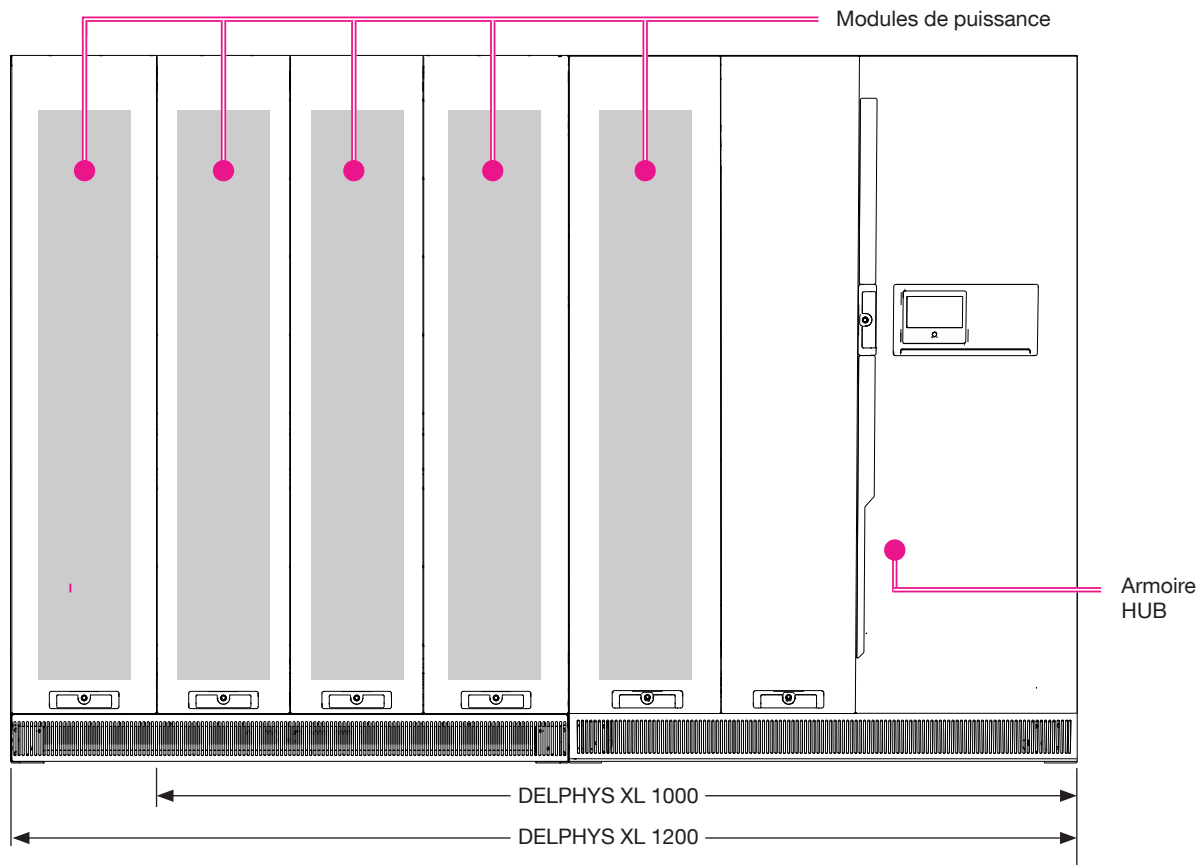 Modules de puissance
Armoire
HUB
DELPHYS XL 1000
DELPHYS XL 1200